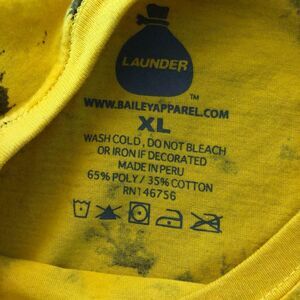 LAUNDER
™
WWW.BAILEYAPPAREL.COM
XL
WASH COLD, DO NOT BLEACH
OR IRON IF DECORATED
MADE IN PERU
65% POLY / 35% COTTON
RN146756